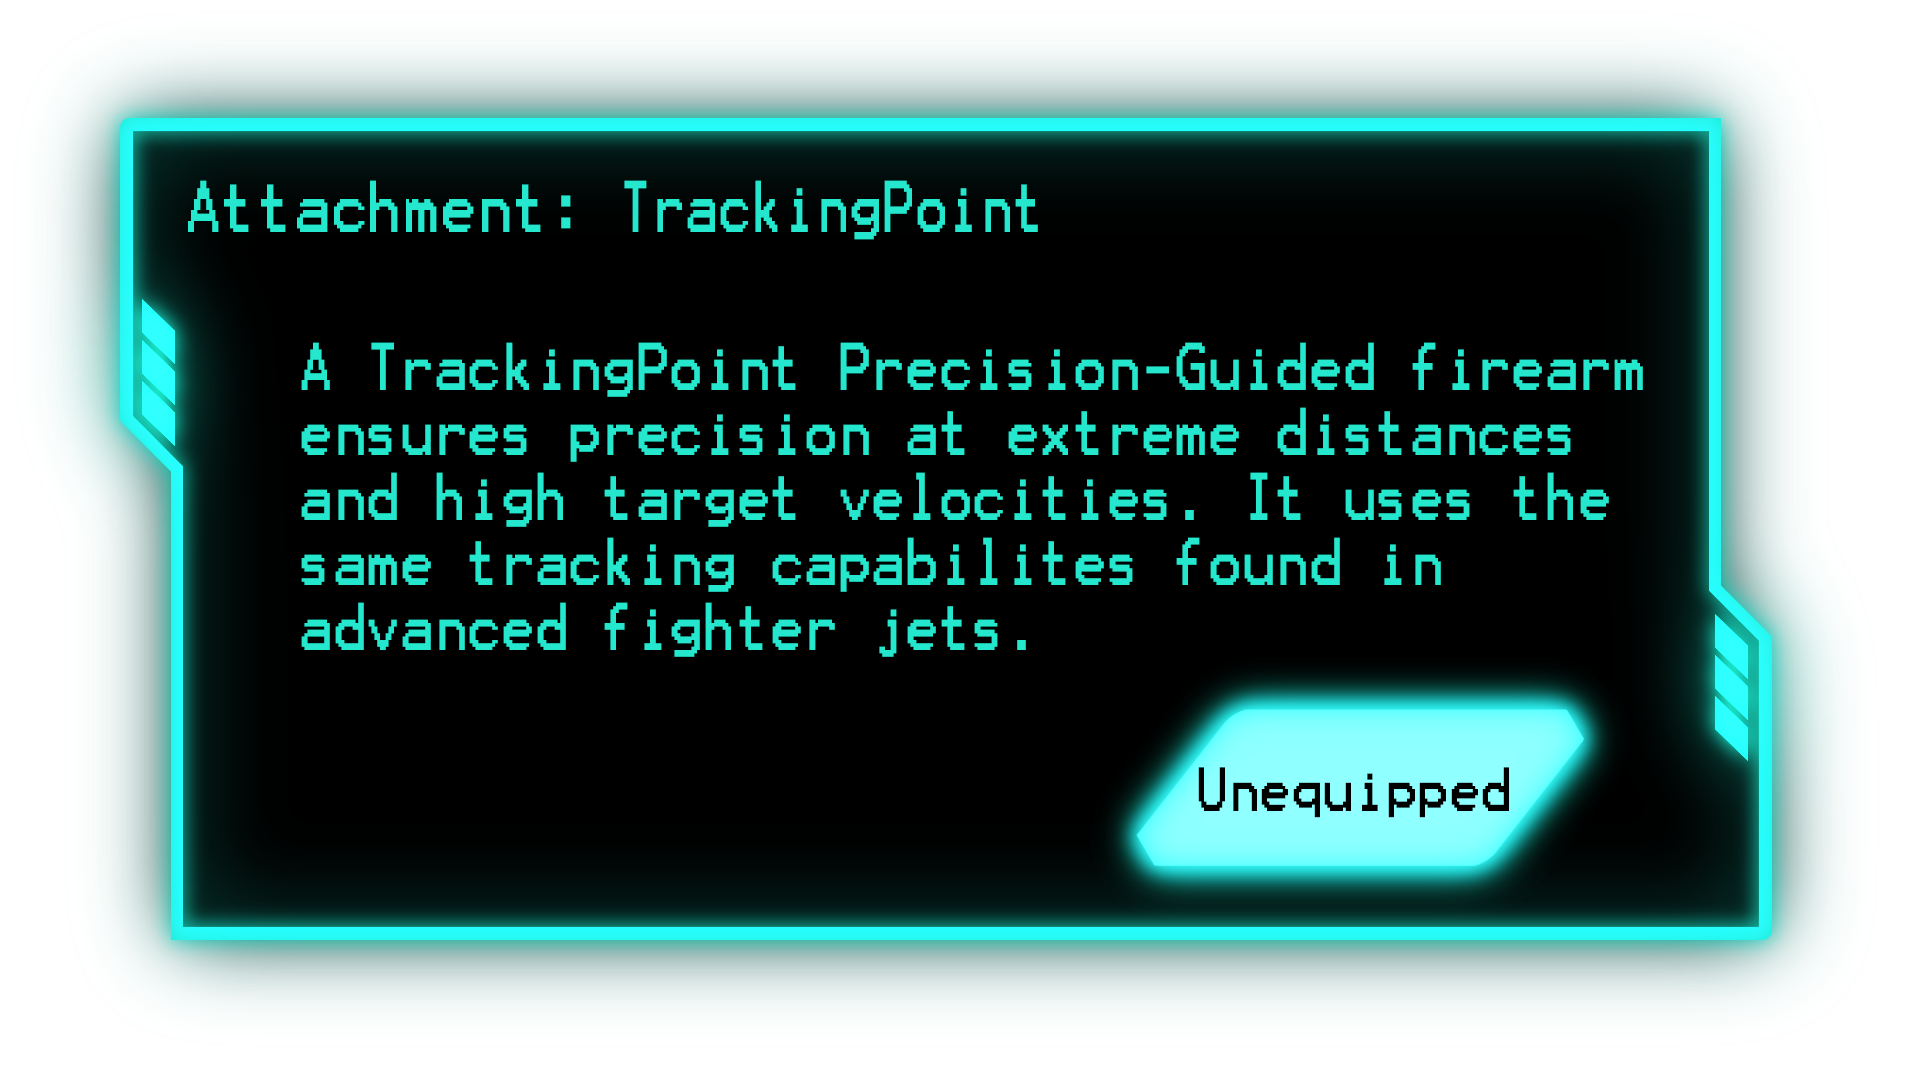 Attachment: TrackingPoint
A TrackingPoint Precision-Guided firearm
ensures precision at extreme distances
and high target velocities. It uses the
same tracking capabilites found in
advanced fighter jets.
Unequipped